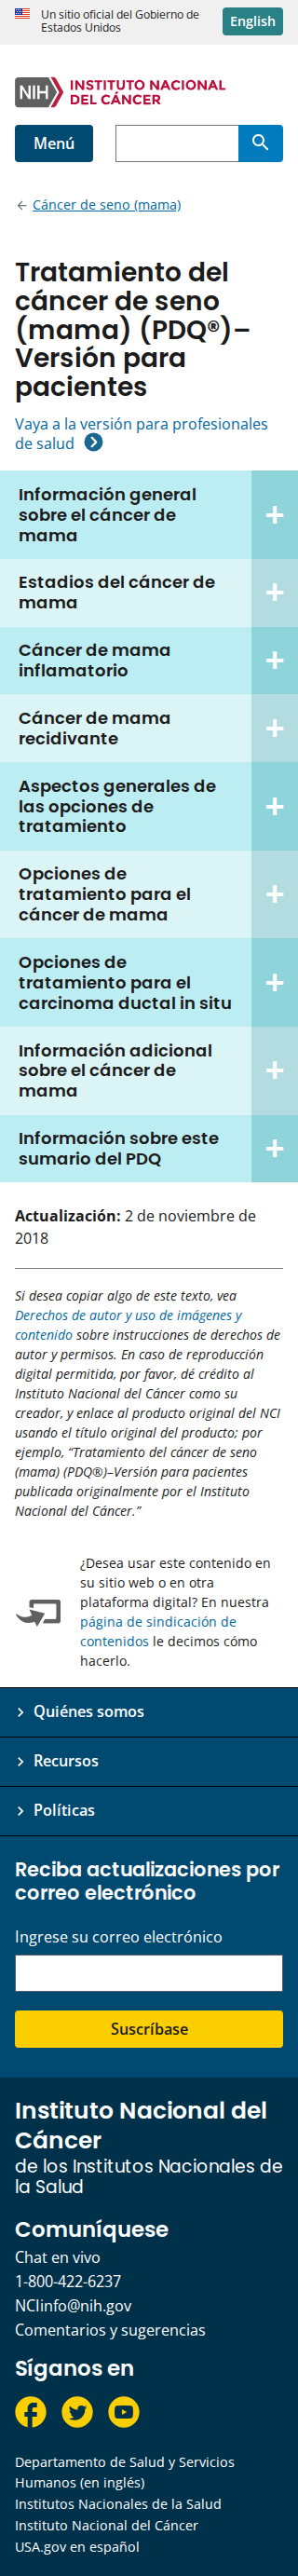 Un sitio oficial del Gobierno de
Estados Unidos
English
NIH
INSTITUTO NACIONAL
DEL CÁNCER
Menú
Cáncer de seno (mama)
Tratamiento del
cáncer de seno
(mama) (PDQ®)–
Versión para
pacientes
Vaya a la versión para profesionales
de salud
Información general
sobre el cáncer de
mama
Estadios del cáncer de
mama
Cáncer de mama
inflamatorio
Cáncer de mama
recidivante
Aspectos generales de
las opciones de
tratamiento
Opciones de
tratamiento para el
cáncer de mama
Opciones de
tratamiento para el
carcinoma ductal in situ
Información adicional
sobre el cáncer de
mama
Información sobre este
sumario del PDQ
Actualización: 2 de noviembre de
2018
Si desea copiar algo de este texto, vea
Derechos de autor y uso de imágenes y
contenido sobre instrucciones de derechos de
autor y permisos. En caso de reproducción
digital permitida, por favor, dé crédito al
Instituto Nacional del Cáncer como su
creador, y enlace al producto original del NCI
usando el título original del producto; por
ejemplo, “Tratamiento del cáncer de seno
(mama) (PDQ®)–Versión para pacientes
publicada originalmente por el Instituto
Nacional del Cáncer.”
¿Desea usar este contenido en
su sitio web o en otra
plataforma digital? En nuestra
página de sindicación de
contenidos le decimos cómo
hacerlo.
Quiénes somos
Recursos
Políticas
Reciba actualizaciones por
correo electrónico
Ingrese su correo electrónico
Suscríbase
Instituto Nacional del
Cáncer
de los Institutos Nacionales de
la Salud
Comuníquese
Chat en vivo
1-800-422-6237
NCIinfo@nih.gov
Comentarios y sugerencias
Síganos en
Departamento de Salud y Servicios
Humanos (en inglés)
Institutos Nacionales de la Salud
Instituto Nacional del Cáncer
USA.gov en español